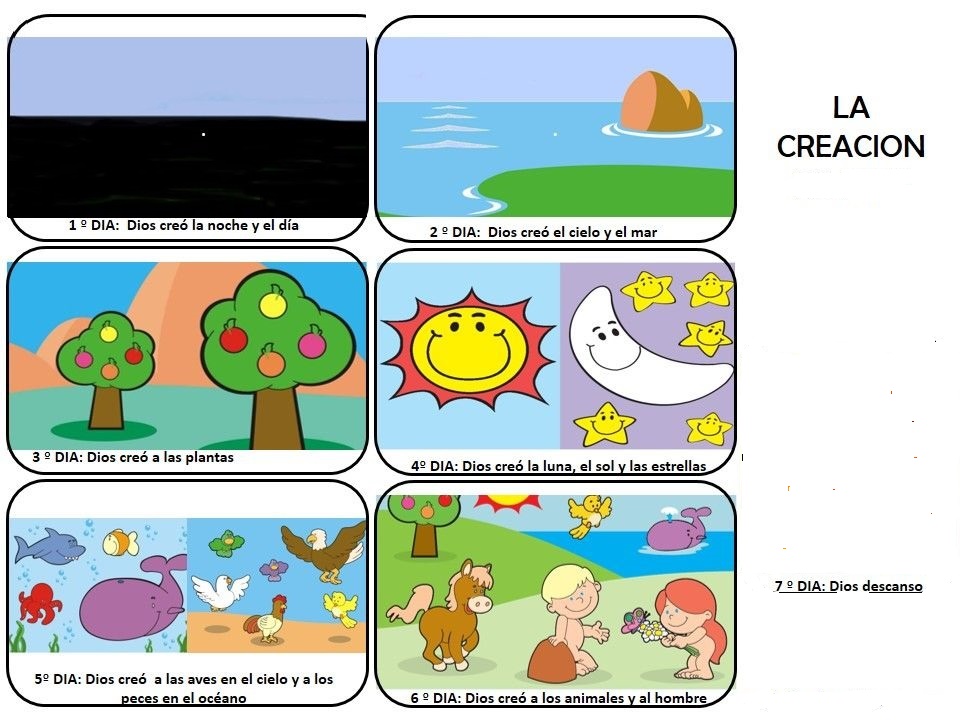 LA
CREACION
1 º DIA:  Dios creó la noche y el día
2 º DIA:  Dios creó el cielo y el mar
3 º DIA: Dios creó a las plantas
4º DIA: Dios creó la luna, el sol y las estrellas
5º DIA: Dios creó  a las aves en el cielo y a los
peces en el océano
6 º DIA: Dios creó a los animales y al hombre
7 º DIA: Dios descanso